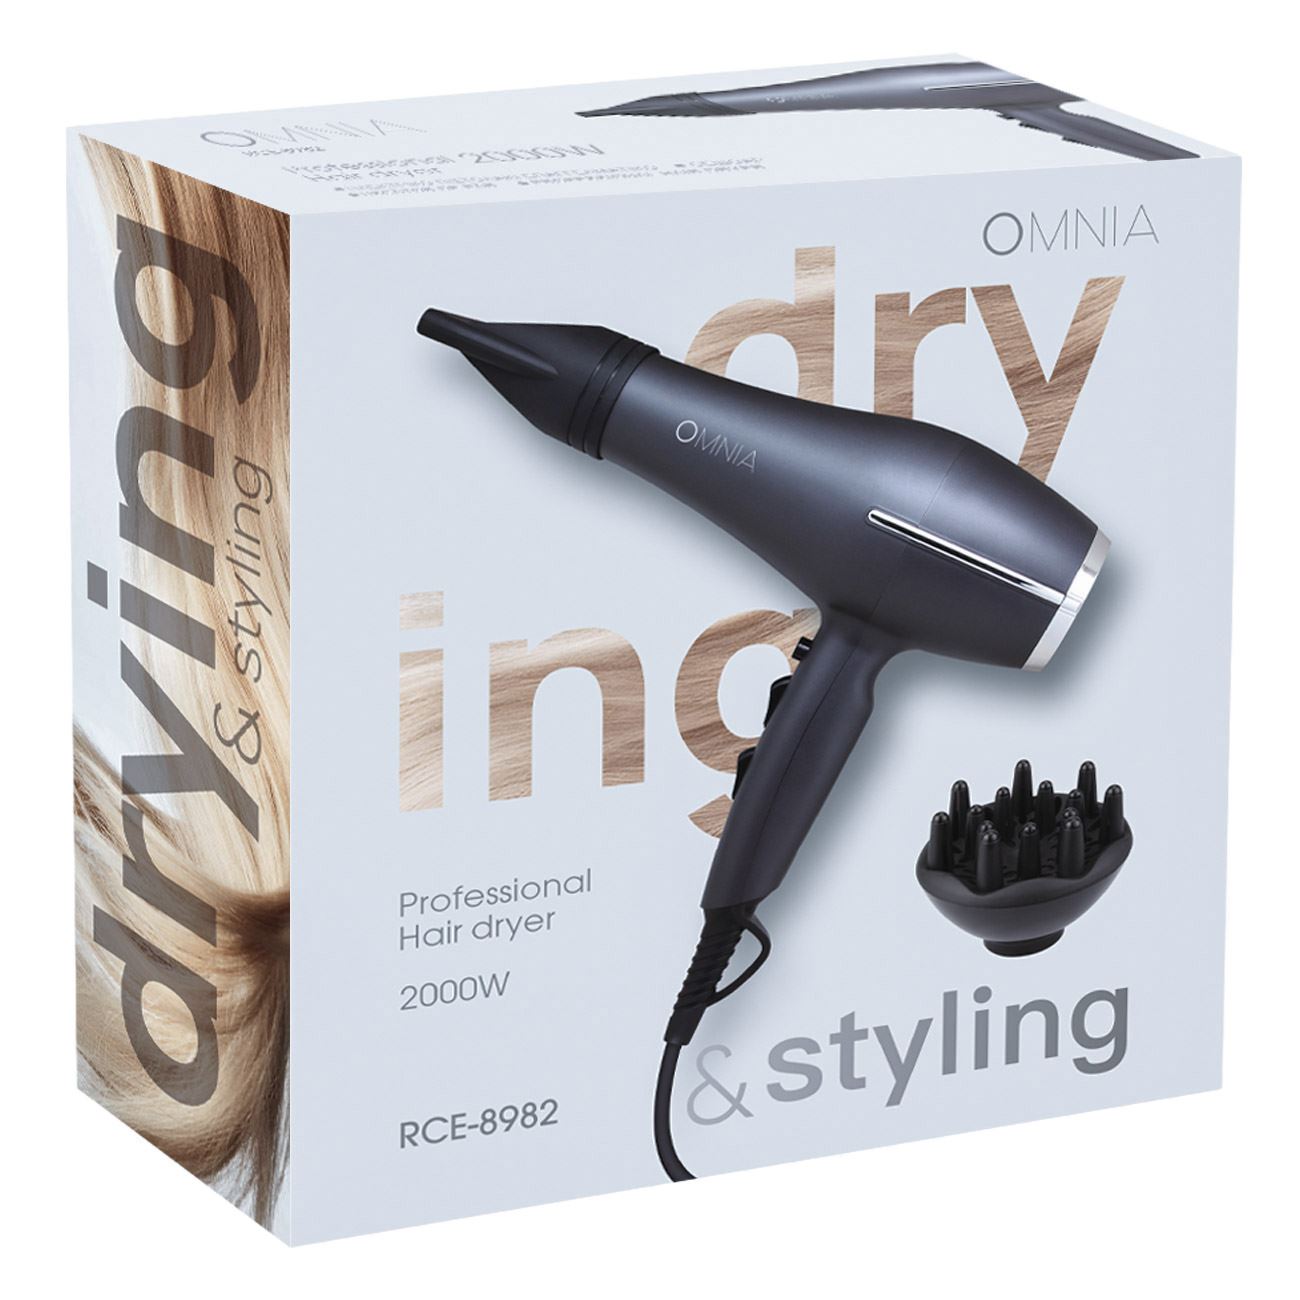 OMNIA
Professional 2000W
Hair dryer
OMNIA
dry
OMNIA
ing
Professional
Hair dryer
2000W
& styling
RCE-8982
drying
& styling